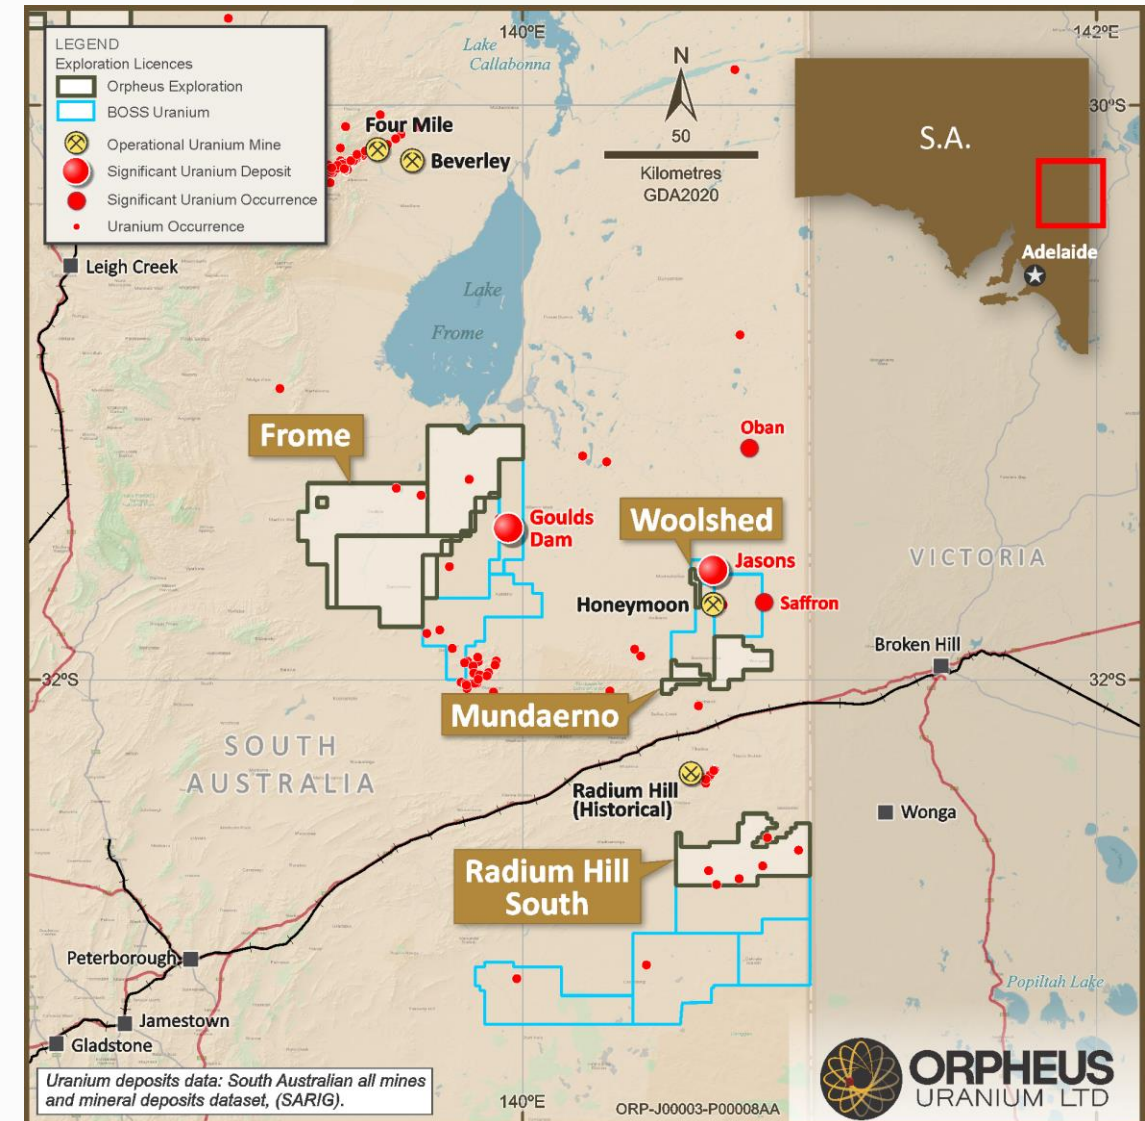 LEGEND
Exploration Licences
Orpheus Exploration
BOSS Uranium
Operational Uranium Mine
Significant Uranium Deposit
Significant Uranium Occurrence
Uranium Occurrence
140°E
142°E
Lake
Callabonna
N
50
Kilometres
GDA2020
30°S
S.A.
Adelaide
Four Mile
Beverley
Leigh Creek
Lake
Frome
Frome
Oban
Goulds
Dam
Woolshed
Jasons
VICTORIA
Honeymoon
Saffron
Broken Hill
32°S
32°S
Mundaerno
SOUTH
AUSTRALIA
Radium Hill
(Historical)
Wonga
Radium Hill
South
Peterborough
Popiltah Lake
Jamestown
Gladstone
Uranium deposits data: South Australian all mines
and mineral deposits dataset, (SARIG).
140°E
ORP-J00003-P00008AA
ORPHEUS
URANIUM LTD